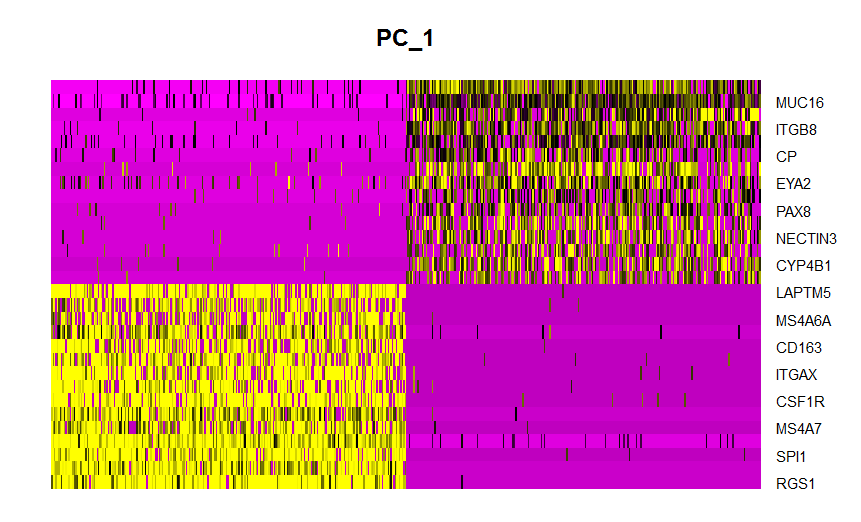 PC_1
MUC16
ITGB8
CP
EYA2
PAX8
NECTIN3
CYP4B1
LAPTM5
MS4A6A
CD163
ITGAX
CSF1R
MS4A7
SPI1
RGS1